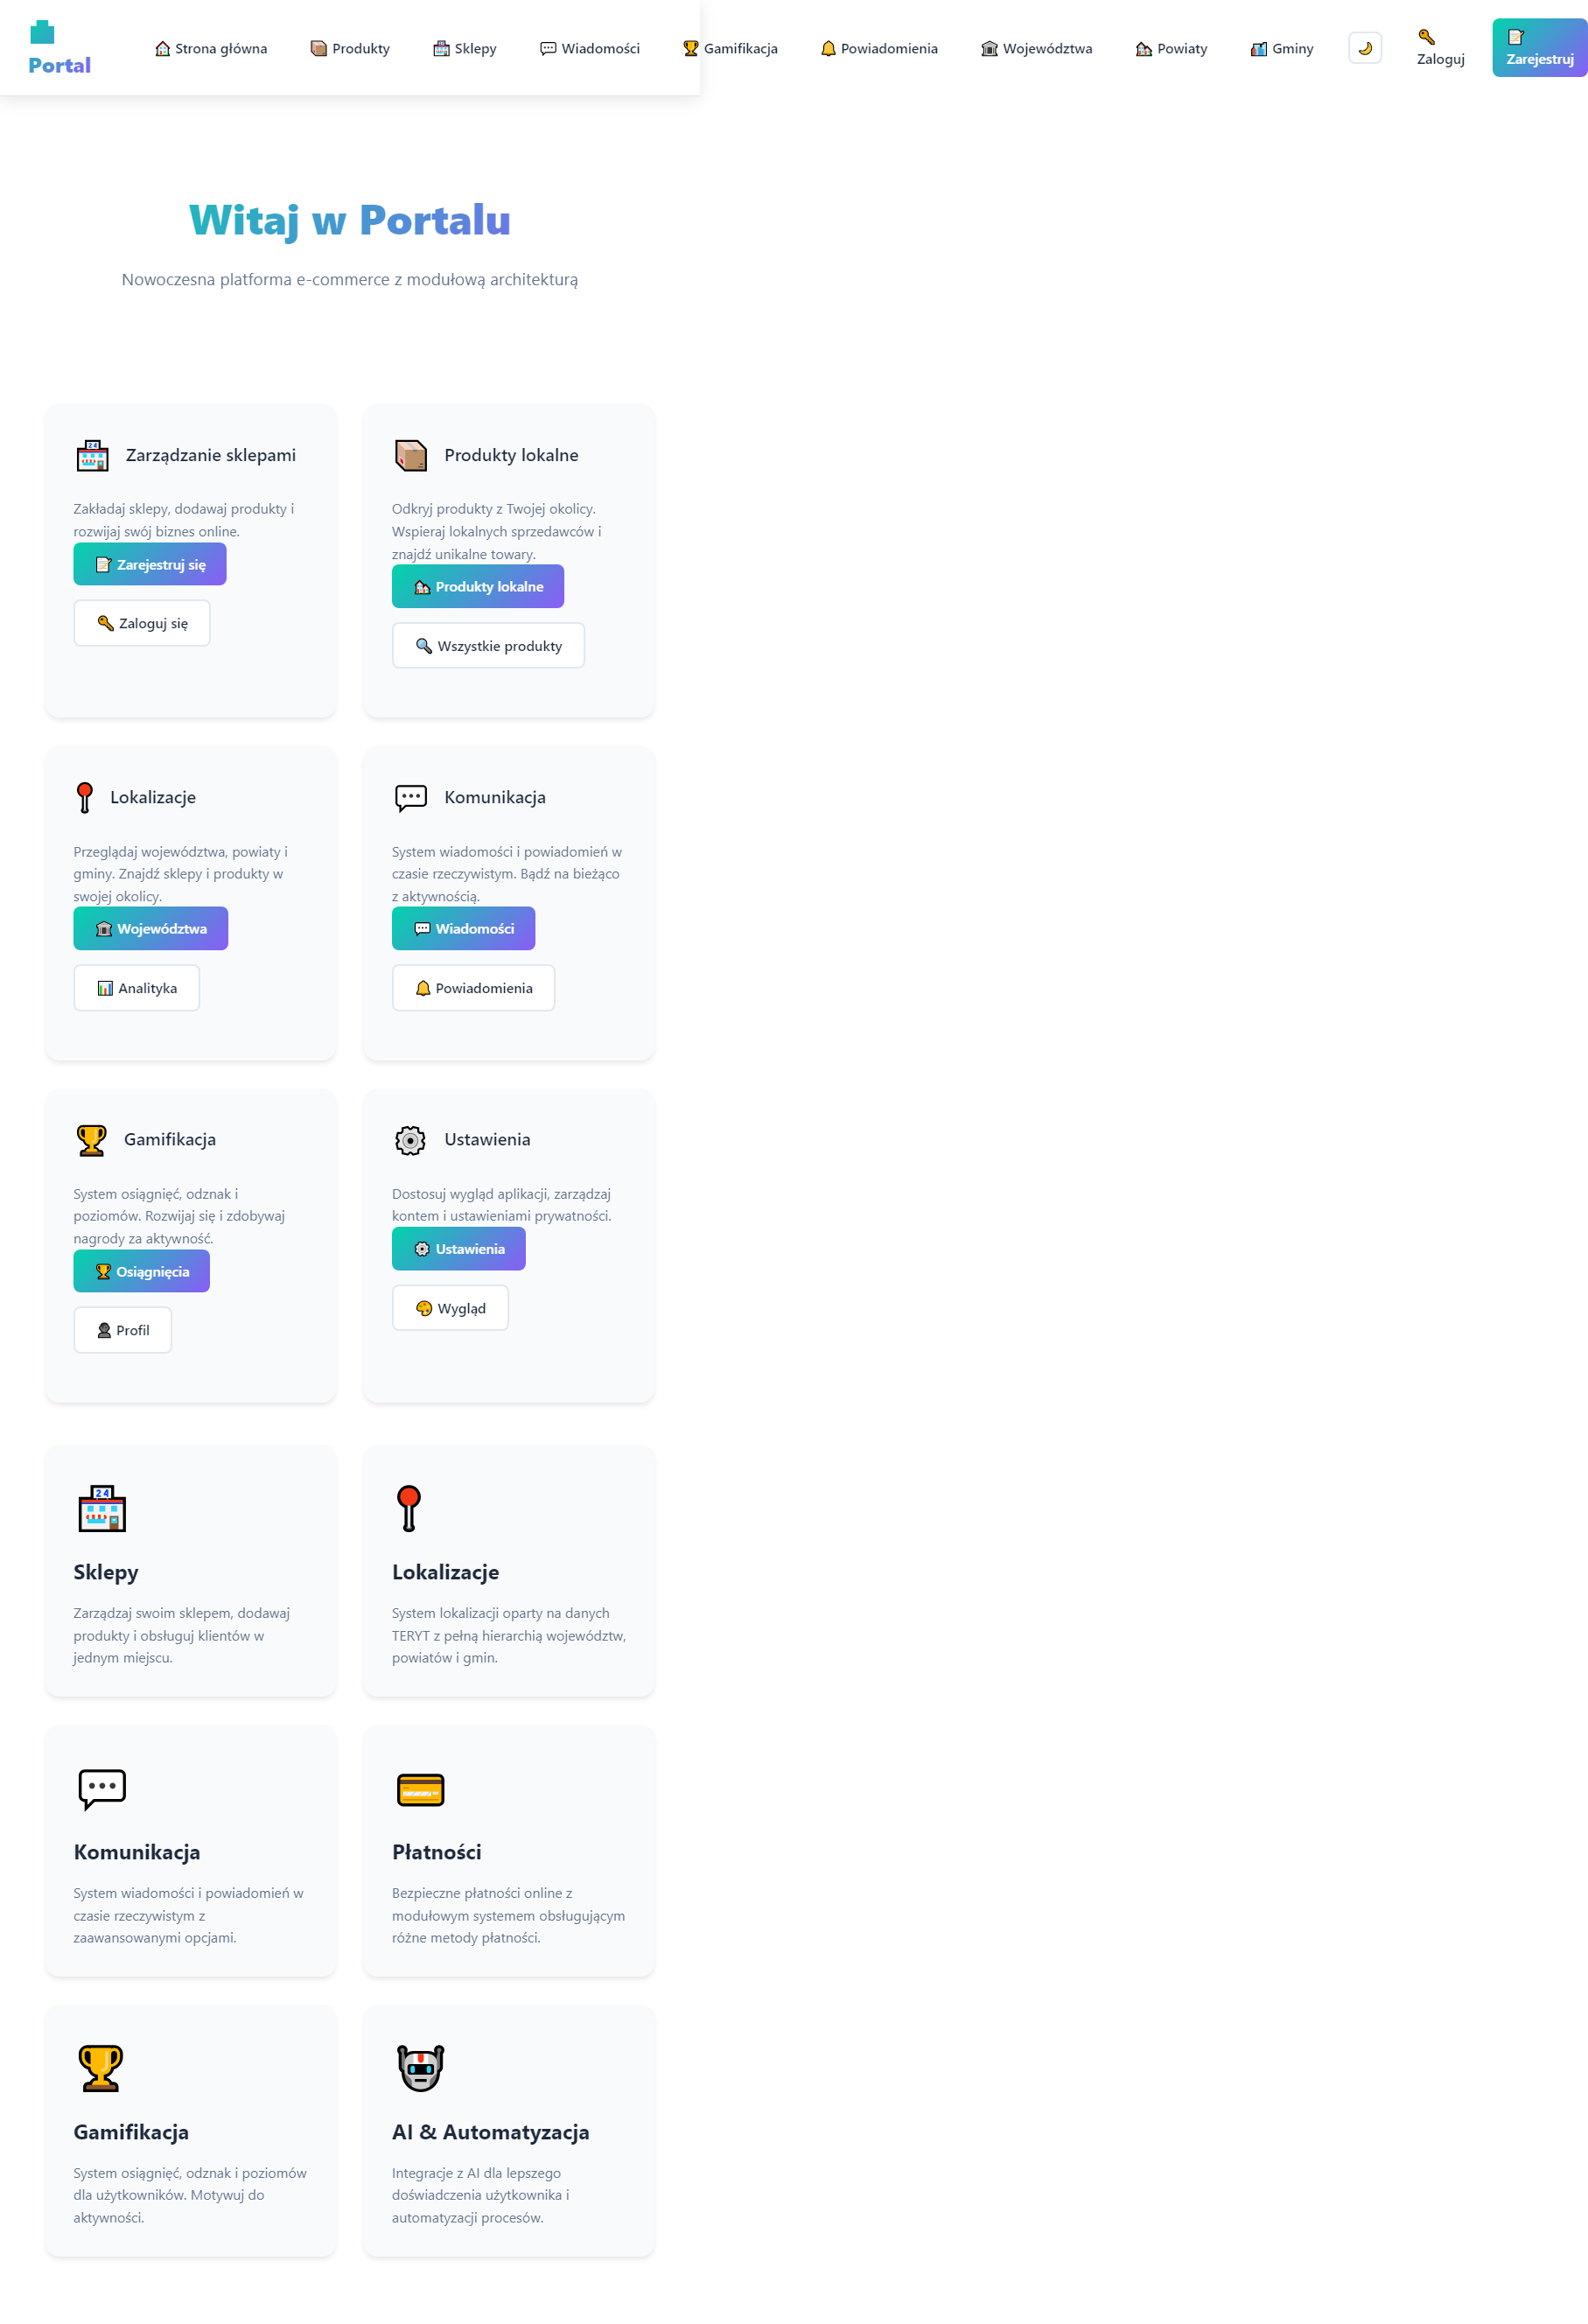 Portal
Strona główna
Produkty
Sklepy
Wiadomości
Gamifikacja
Powiadomienia
Województwa
Powiaty
Gminy
Zaloguj
Zarejestruj
Witaj w Portalu
Nowoczesna platforma e-commerce z modułową architekturą
24
Zarządzanie sklepami
Zakładaj sklepy, dodawaj produkty i
rozwijaj swój biznes online.
Zarejestruj się
Zaloguj się
Produkty lokalne
Odkryj produkty z Twojej okolicy.
Wspieraj lokalnych sprzedawców i
znajdź unikalne towary.
Produkty lokalne
Wszystkie produkty
Lokalizacje
Przeglądaj województwa, powiaty i
gminy. Znajdź sklepy i produkty w
swojej okolicy.
Województwa
Analityka
Komunikacja
System wiadomości i powiadomień w
czasie rzeczywistym. Bądź na bieżąco
z aktywnością.
Wiadomości
Powiadomienia
Gamifikacja
System osiągnięć, odznak i
poziomów. Rozwijaj się i zdobywaj
nagrody za aktywność.
Osiągnięcia
Profil
Ustawienia
Dostosuj wygląd aplikacji, zarządzaj
kontem i ustawieniami prywatności.
Ustawienia
Wygląd
24
Sklepy
Zarządzaj swoim sklepem, dodawaj
produkty i obsługuj klientów w
jednym miejscu.
Lokalizacje
System lokalizacji oparty na danych
TERYT z pełną hierarchią województw,
powiatów i gmin.
Komunikacja
System wiadomości i powiadomień w
czasie rzeczywistym z
zaawansowanymi opcjami.
Płatności
Bezpieczne płatności online z
modułowym systemem obsługującym
różne metody płatności.
Gamifikacja
System osiągnięć, odznak i poziomów
dla użytkowników. Motywuj do
aktywności.
AI & Automatyzacja
Integracje z AI dla lepszego
doświadczenia użytkownika i
automatyzacji procesów.